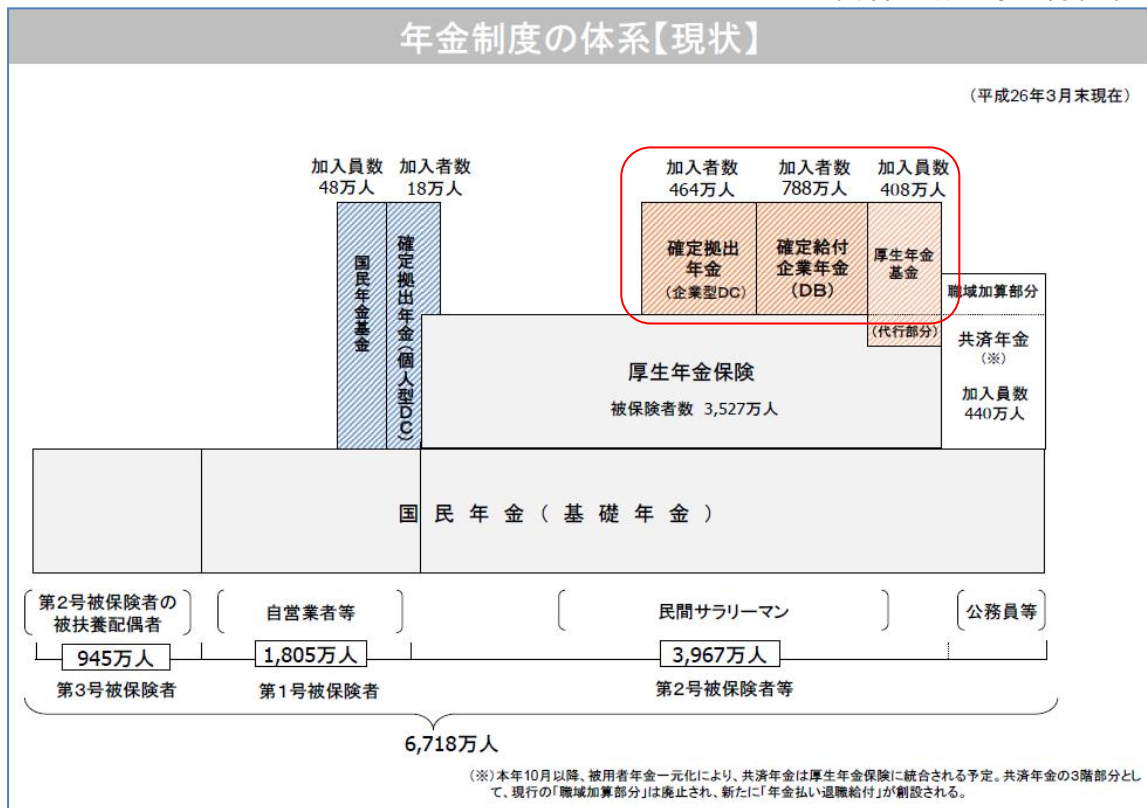 年金制度の体系【現状】
(平成26年3月末現在)
加入員数
48万人
加入者数
18万人
加入者数
464万人
加入者数
788万人
加入員数
408万人
国民年金基金
確定拠出年金(個人型DC)
確定拠出
年金
(企業型DC)
確定給付
企業年金
(DB)
厚生年金
基金
(代行部分)
職域加算部分
共済年金
(※)
加入員数
440万人
厚生年金保険
被保険者数 3,527万人
国民年金(基礎年金)
第2号被保険者の
被扶養配偶者
自営業者等
民間サラリーマン
公務員等
945万人
1,805万人
3,967万人
第3号被保険者
第1号被保険者
第2号被保険者等
6,718万人
(※)本年10月以降、被用者年金一元化により、共済年金は厚生年金保険に統合される予定。共済年金の3階部分とし
て、現行の「職域加算部分」は廃止され、新たに「年金払い退職給付」が創設される。